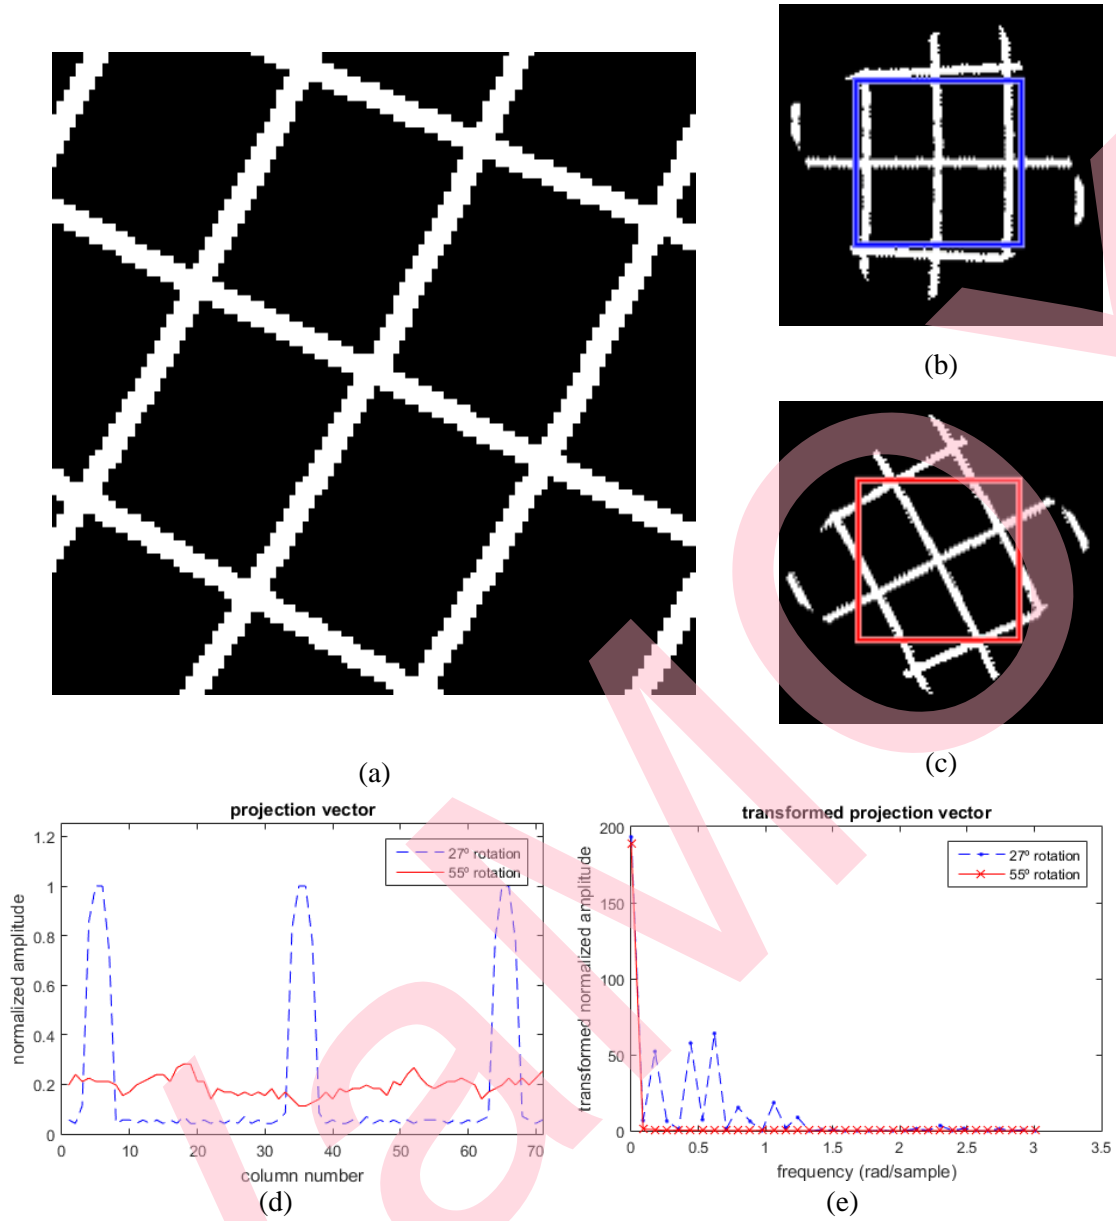 (b)
(c)
(a)
projection vector
27º rotation
55º rotation
normalized amplitude
0
0.2
0.4
0.6
0.8
1
1.2
0 10 20 30 40 50 60 70
column number
(d)
transformed projection vector
27º rotation
55º rotation
transformed normalized amplitude
0
50
100
150
200
0 0.5 1 1.5 2 2.5 3 3.5
frequency (rad/sample)
(e)